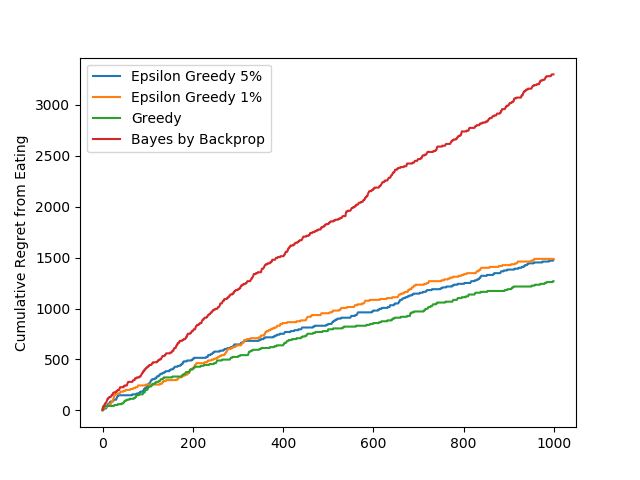 Epsilon Greedy 5%
Epsilon Greedy 1%
Greedy
Bayes by Backprop
Cumulative Regret from Eating
3000
2500
2000
1500
1000
500
0
0 200 400 600 800 1000